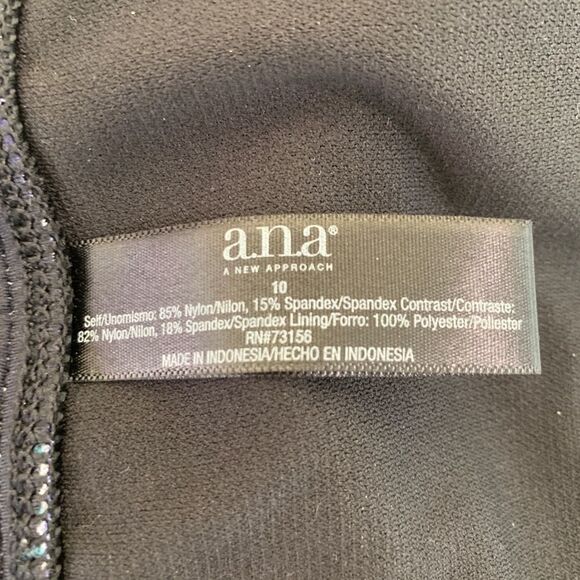 a.n.a®
A NEW APPROACH
10
Self/Unomismo: 85% Nylon/Nilon, 15% Spandex/Spandex Contrast/Contraste:
82% Nylon/Nilon, 18% Spandex/Spandex Lining/Forro: 100% Polyester/Poliester
RN#73156
MADE IN INDONESIA/HECHO EN INDONESIA